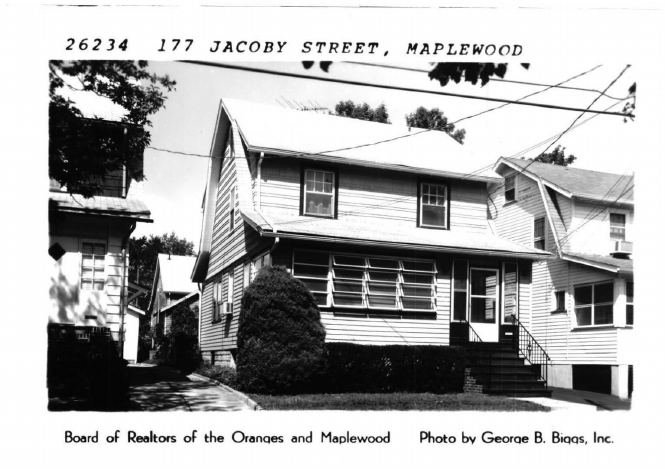 26234 177 JACOBY STREET, MAPLEWOOD
Board of Realtors of the Oranges and Maplewood Photo by George B. Biggs, Inc.